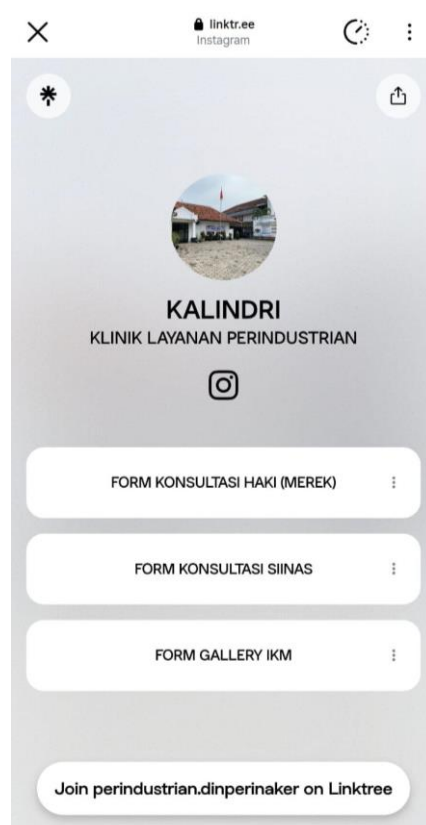 linktr.ee
Instagram
KALINDRI
KLINIK LAYANAN PERINDUSTRIAN
FORM KONSULTASI HAKI (MEREK)
FORM KONSULTASI SIINAS
FORM GALLERY IKM
Join perindustrian.dinperinaker on Linktree